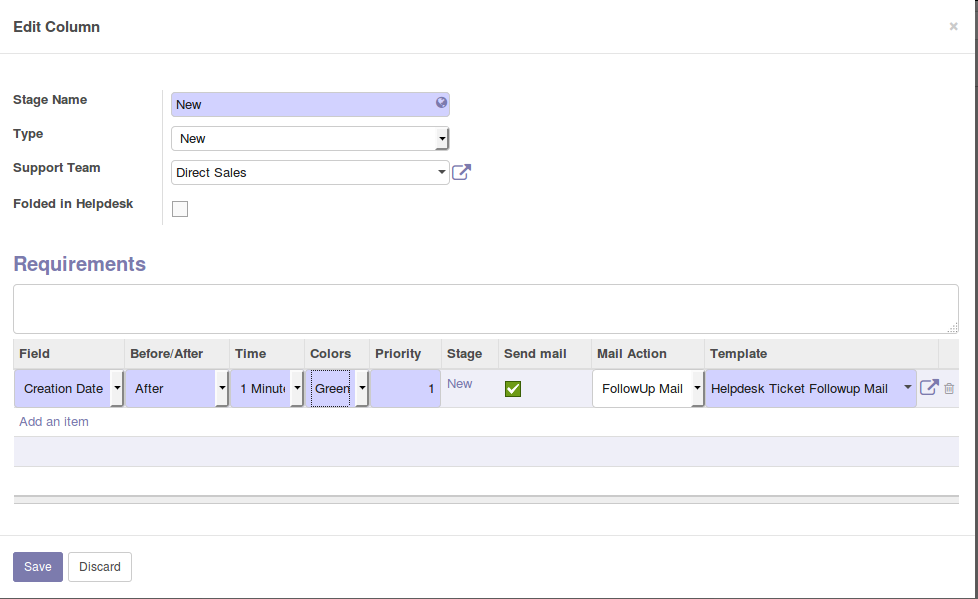 Edit Column ×
Stage Name New
Type New
Support Team Direct Sales
Folded in Helpdesk
Requirements
Field Before/After Time Colors Priority Stage Send mail Mail Action Template
Creation Date After 1 Minut Green 1 New FollowUp Mail Helpdesk Ticket Followup Mail
Add an item
Save Discard